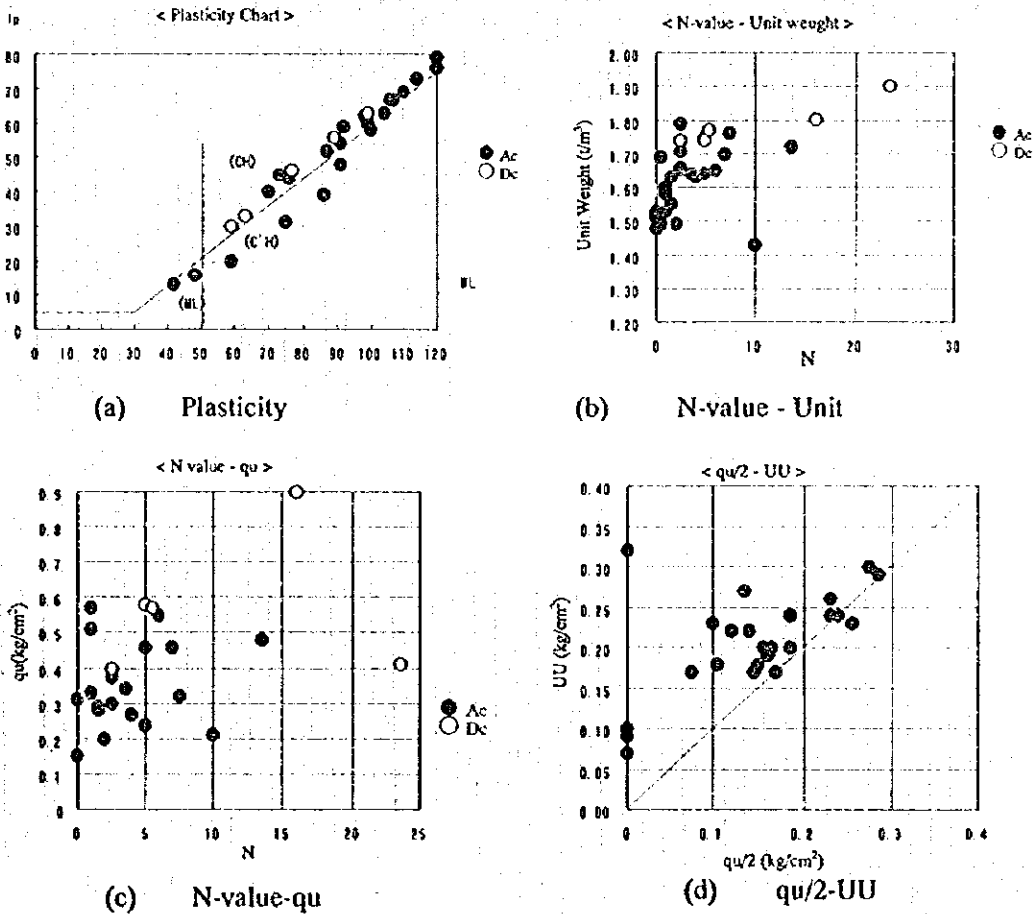 < Plasticity Chart >
Ip
80
70
60
50
40
30
20
10
0
(CH)
(C'H)
(ML)
WL
0 10 20 30 40 50 60 70 80 90 100 110 120
Ac
Dc
(a) Plasticity
< N-value - Unit weught >
Unit Weight (t/m³)
2.00
1.90
1.80
1.70
1.60
1.50
1.40
1.30
1.20
0 10 20 30
N
Ac
Dc
(b) N-value - Unit
< N value - qu >
qu(kg/cm²)
0.9
0.8
0.7
0.6
0.5
0.4
0.3
0.2
0.1
0
0 5 10 15 20 25
N
Ac
Dc
(c) N-value-qu
< qu/2 - UU >
UU (kg/cm²)
0.40
0.35
0.30
0.25
0.20
0.15
0.10
0.05
0.00
0 0.1 0.2 0.3 0.4
qu/2 (kg/cm²)
Ac
Dc
(d) qu/2-UU